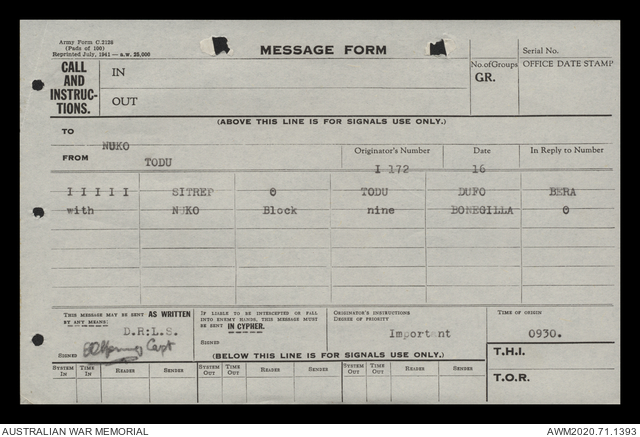 Army Form C.2128
(Pads of 100)
Reprinted July, 1941—a.w. 25,000
MESSAGE FORM
Serial No.
CALL AND INSTRUC-TIONS.
IN
OUT
No. of Groups
GR.
OFFICE DATE STAMP
(ABOVE THIS LINE IS FOR SIGNALS USE ONLY.)
TO
NUKO
FROM
TODU
Originator's Number
I 172
Date
16
In Reply to Number
I I I I I SITREP 0 TODU DUFO BERA
with NUKO Block nine BONEGILLA 0
THIS MESSAGE MAY BE SENT AS WRITTEN
BY ANY MEANS:
D.R.L.S.
SIGNED Capt
IF LIABLE TO BE INTERCEPTED OR FALL
INTO ENEMY HANDS, THIS MESSAGE MUST
BE SENT IN CYPHER.
SIGNED
ORIGINATOR'S INSTRUCTIONS
DEGREE OF PRIORITY
Important
TIME OF ORIGIN
0930.
(BELOW THIS LINE IS FOR SIGNALS USE ONLY.)
T.H.I.
T.O.R.
SYSTEM IN TIME IN READER SENDER SYSTEM OUT TIME OUT READER SENDER SYSTEM OUT TIME OUT READER SENDER
AUSTRALIAN WAR MEMORIAL AWM2020.71.1393